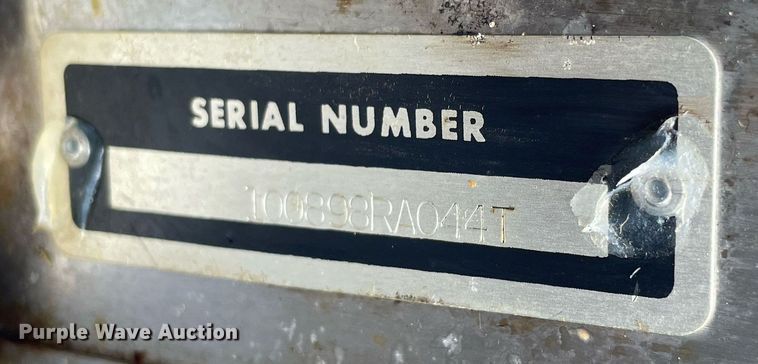 SERIAL NUMBER
100898RA044T
Purple Wave Auction